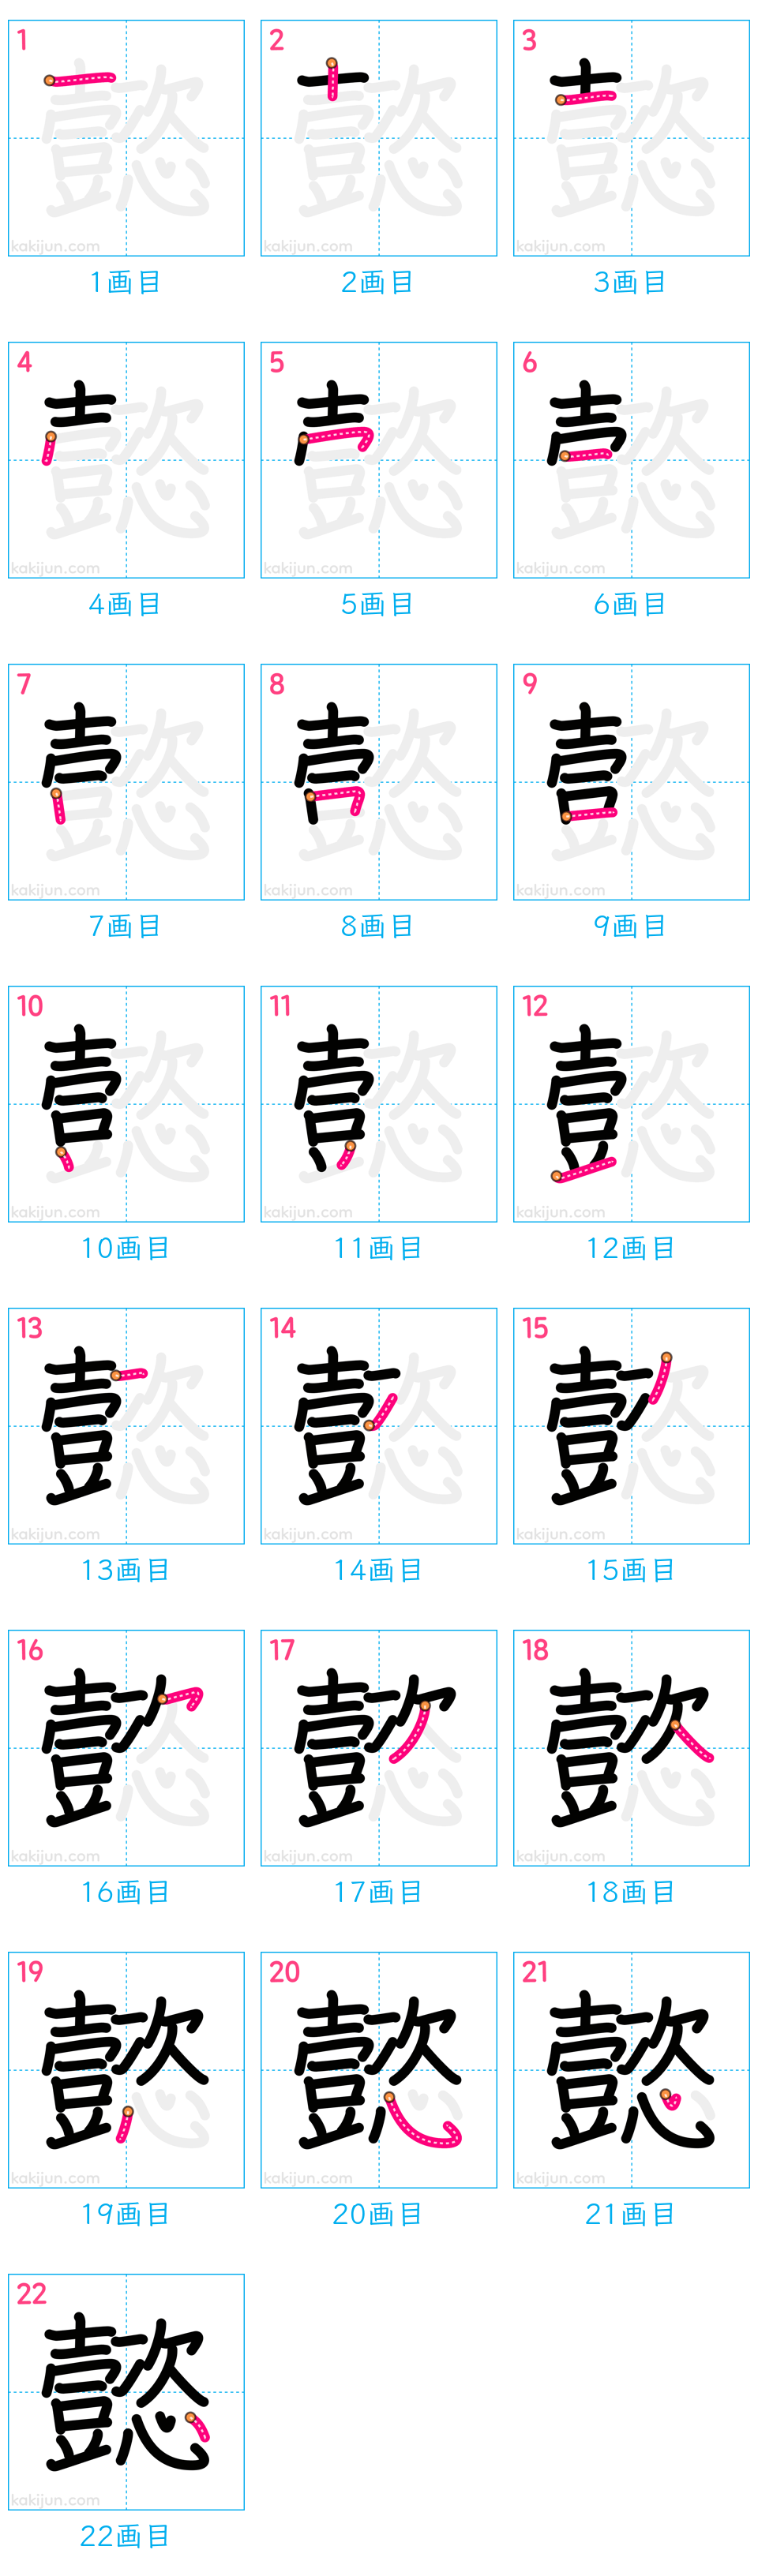 1 2 3
kakijun.com kakijun.com kakijun.com
1画目 2画目 3画目
4 5 6
kakijun.com kakijun.com kakijun.com
4画目 5画目 6画目
7 8 9
kakijun.com kakijun.com kakijun.com
7画目 8画目 9画目
10 11 12
kakijun.com kakijun.com kakijun.com
10画目 11画目 12画目
13 14 15
kakijun.com kakijun.com kakijun.com
13画目 14画目 15画目
16 17 18
kakijun.com kakijun.com kakijun.com
16画目 17画目 18画目
19 20 21
kakijun.com kakijun.com kakijun.com
19画目 20画目 21画目
22
懿
kakijun.com
22画目